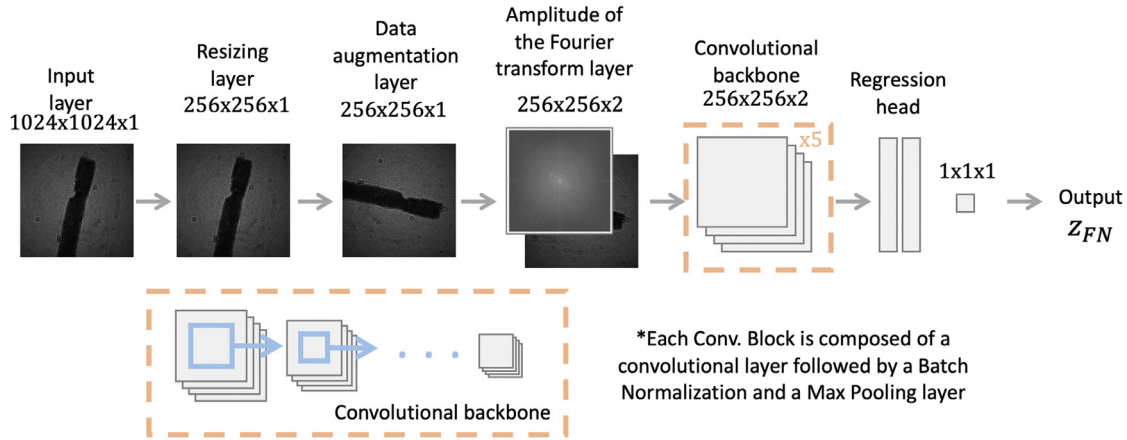 Input
layer
1024x1024x1
Resizing
layer
256x256x1
Data
augmentation
layer
256x256x1
Amplitude of
the Fourier
transform layer
256x256x2
Convolutional
backbone
256x256x2
x5
Regression
head
1x1x1
Output
z_FN
. . .
Convolutional backbone
*Each Conv. Block is composed of a
convolutional layer followed by a Batch
Normalization and a Max Pooling layer